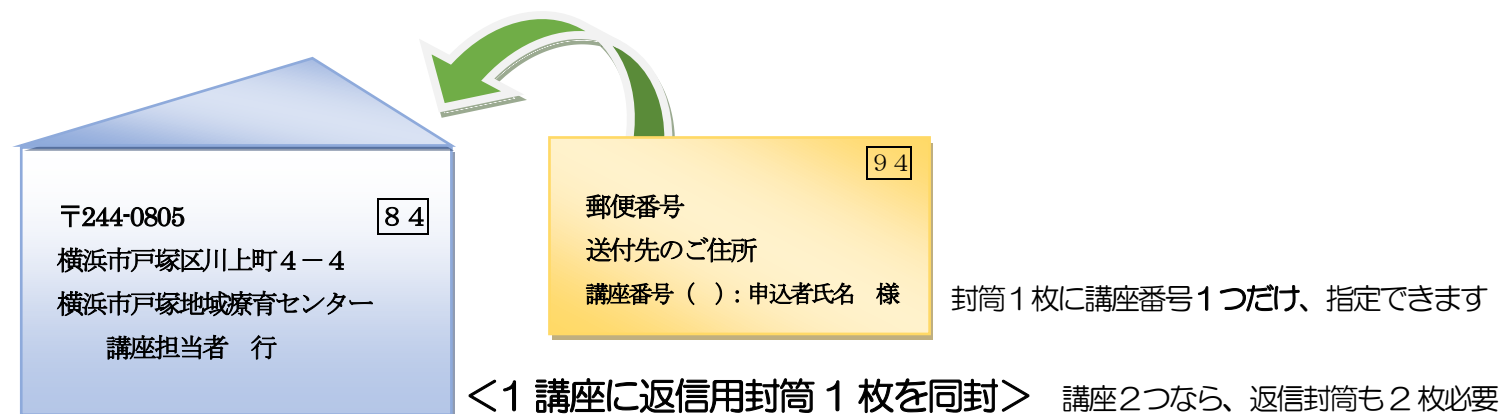 〒244-0805
８４
横浜市戸塚区川上町４－４
横浜市戸塚地域療育センター
講座担当者　行
９４
郵便番号
送付先のご住所
講座番号（　）：申込者氏名　様
封筒１枚に講座番号１つだけ、指定できます
＜１講座に返信用封筒１枚を同封＞
講座２つなら、返信封筒も２枚必要